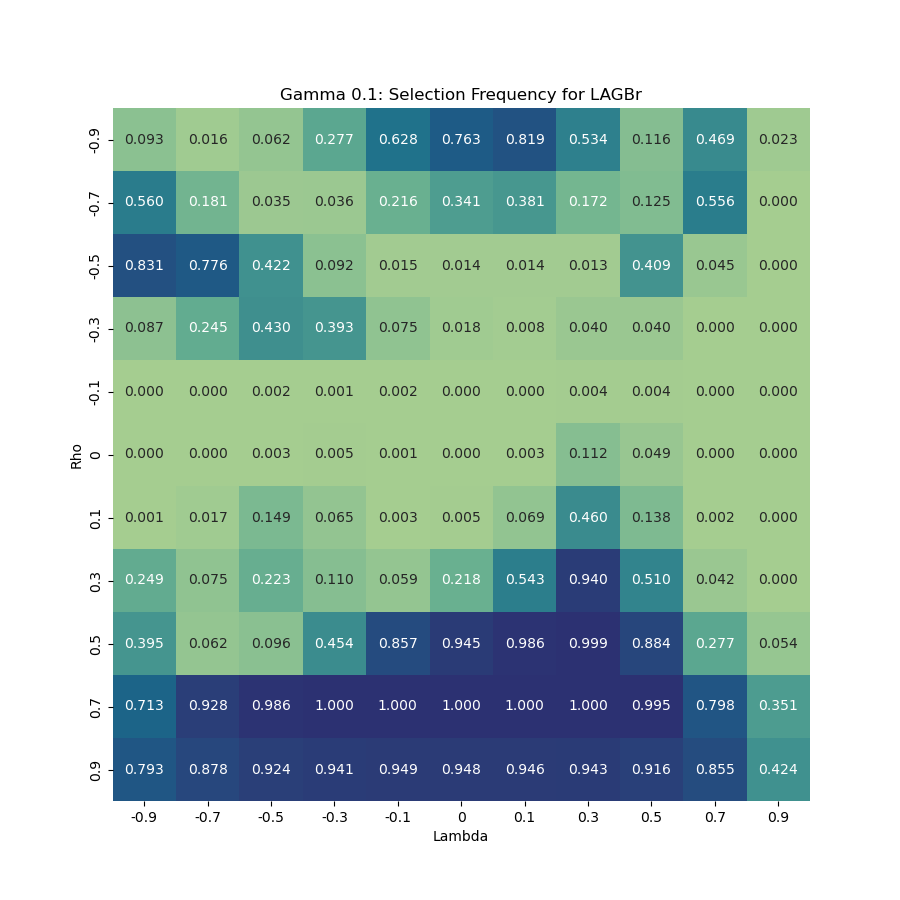 Gamma 0.1: Selection Frequency for LAGBr
-0.9 0.093 0.016 0.062 0.277 0.628 0.763 0.819 0.534 0.116 0.469 0.023
-0.7 0.560 0.181 0.035 0.036 0.216 0.341 0.381 0.172 0.125 0.556 0.000
-0.5 0.831 0.776 0.422 0.092 0.015 0.014 0.014 0.013 0.409 0.045 0.000
-0.3 0.087 0.245 0.430 0.393 0.075 0.018 0.008 0.040 0.040 0.000 0.000
-0.1 0.000 0.000 0.002 0.001 0.002 0.000 0.000 0.004 0.004 0.000 0.000
Rho
0 0.000 0.000 0.003 0.005 0.001 0.000 0.003 0.112 0.049 0.000 0.000
0.1 0.001 0.017 0.149 0.065 0.003 0.005 0.069 0.460 0.138 0.002 0.000
0.3 0.249 0.075 0.223 0.110 0.059 0.218 0.543 0.940 0.510 0.042 0.000
0.5 0.395 0.062 0.096 0.454 0.857 0.945 0.986 0.999 0.884 0.277 0.054
0.7 0.713 0.928 0.986 1.000 1.000 1.000 1.000 1.000 0.995 0.798 0.351
0.9 0.793 0.878 0.924 0.941 0.949 0.948 0.946 0.943 0.916 0.855 0.424
-0.9 -0.7 -0.5 -0.3 -0.1 0 0.1 0.3 0.5 0.7 0.9
Lambda